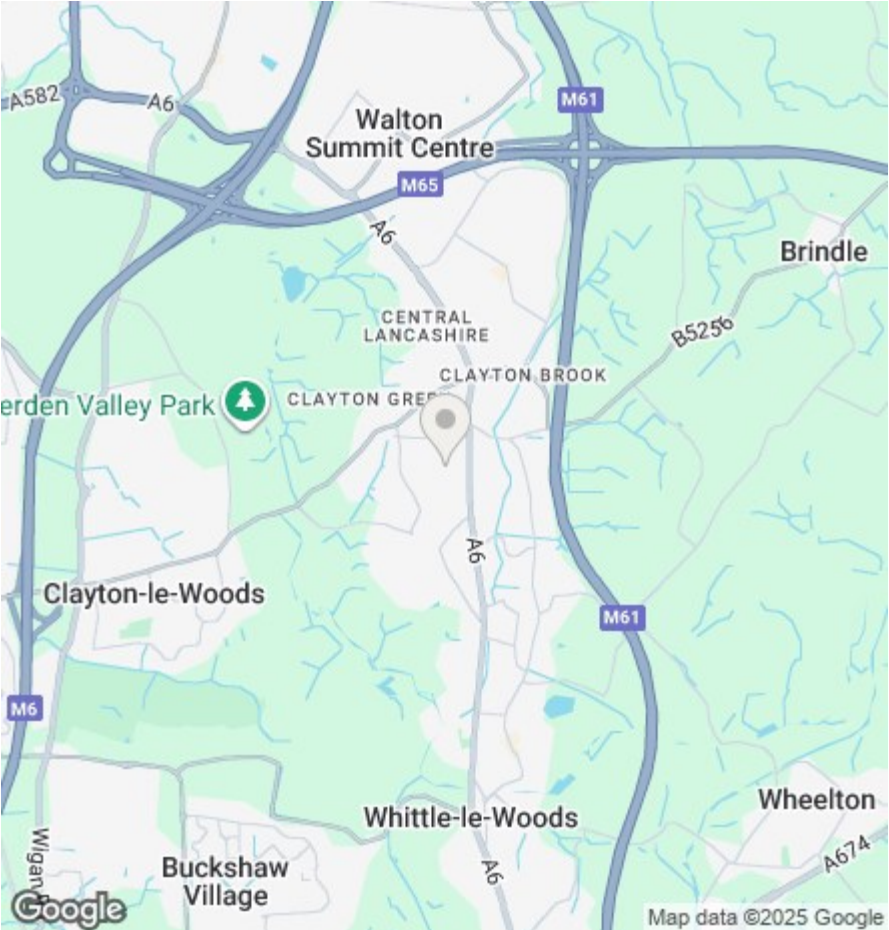 A582
A6
M61
Walton
Summit Centre
M65
A6
Brindle
CENTRAL
LANCASHIRE
B5256
CLAYTON BROOK
erden Valley Park
CLAYTON GREE
A6
Clayton-le-Woods
M61
M6
Wheelton
Whittle-le-Woods
A674
Buckshaw
Village
A6
Wigan R
Google
Map data ©2025 Google